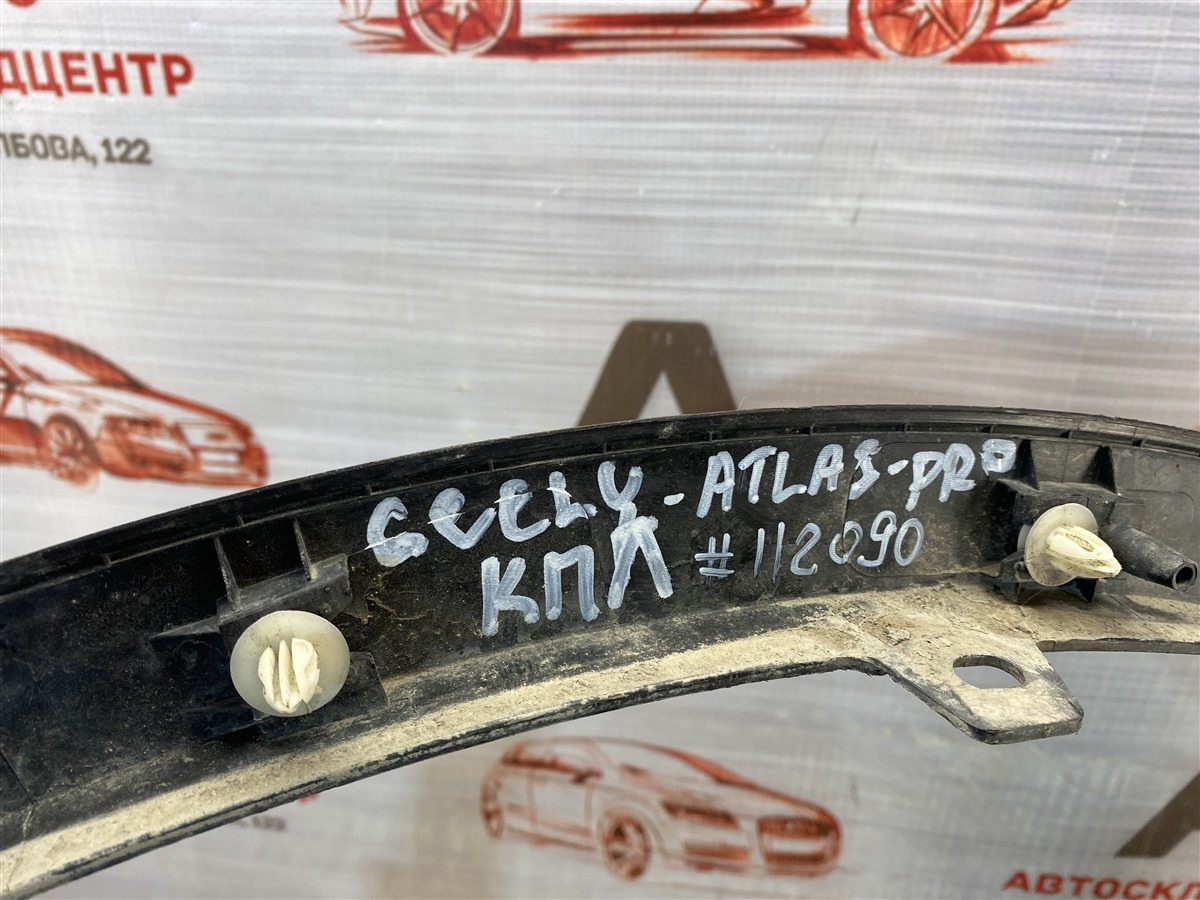 ДЦЕНТР
ЛБОВА, 122
GEELY-ATLAS-PRO
КПЛ #112090
АВТОСКЛ